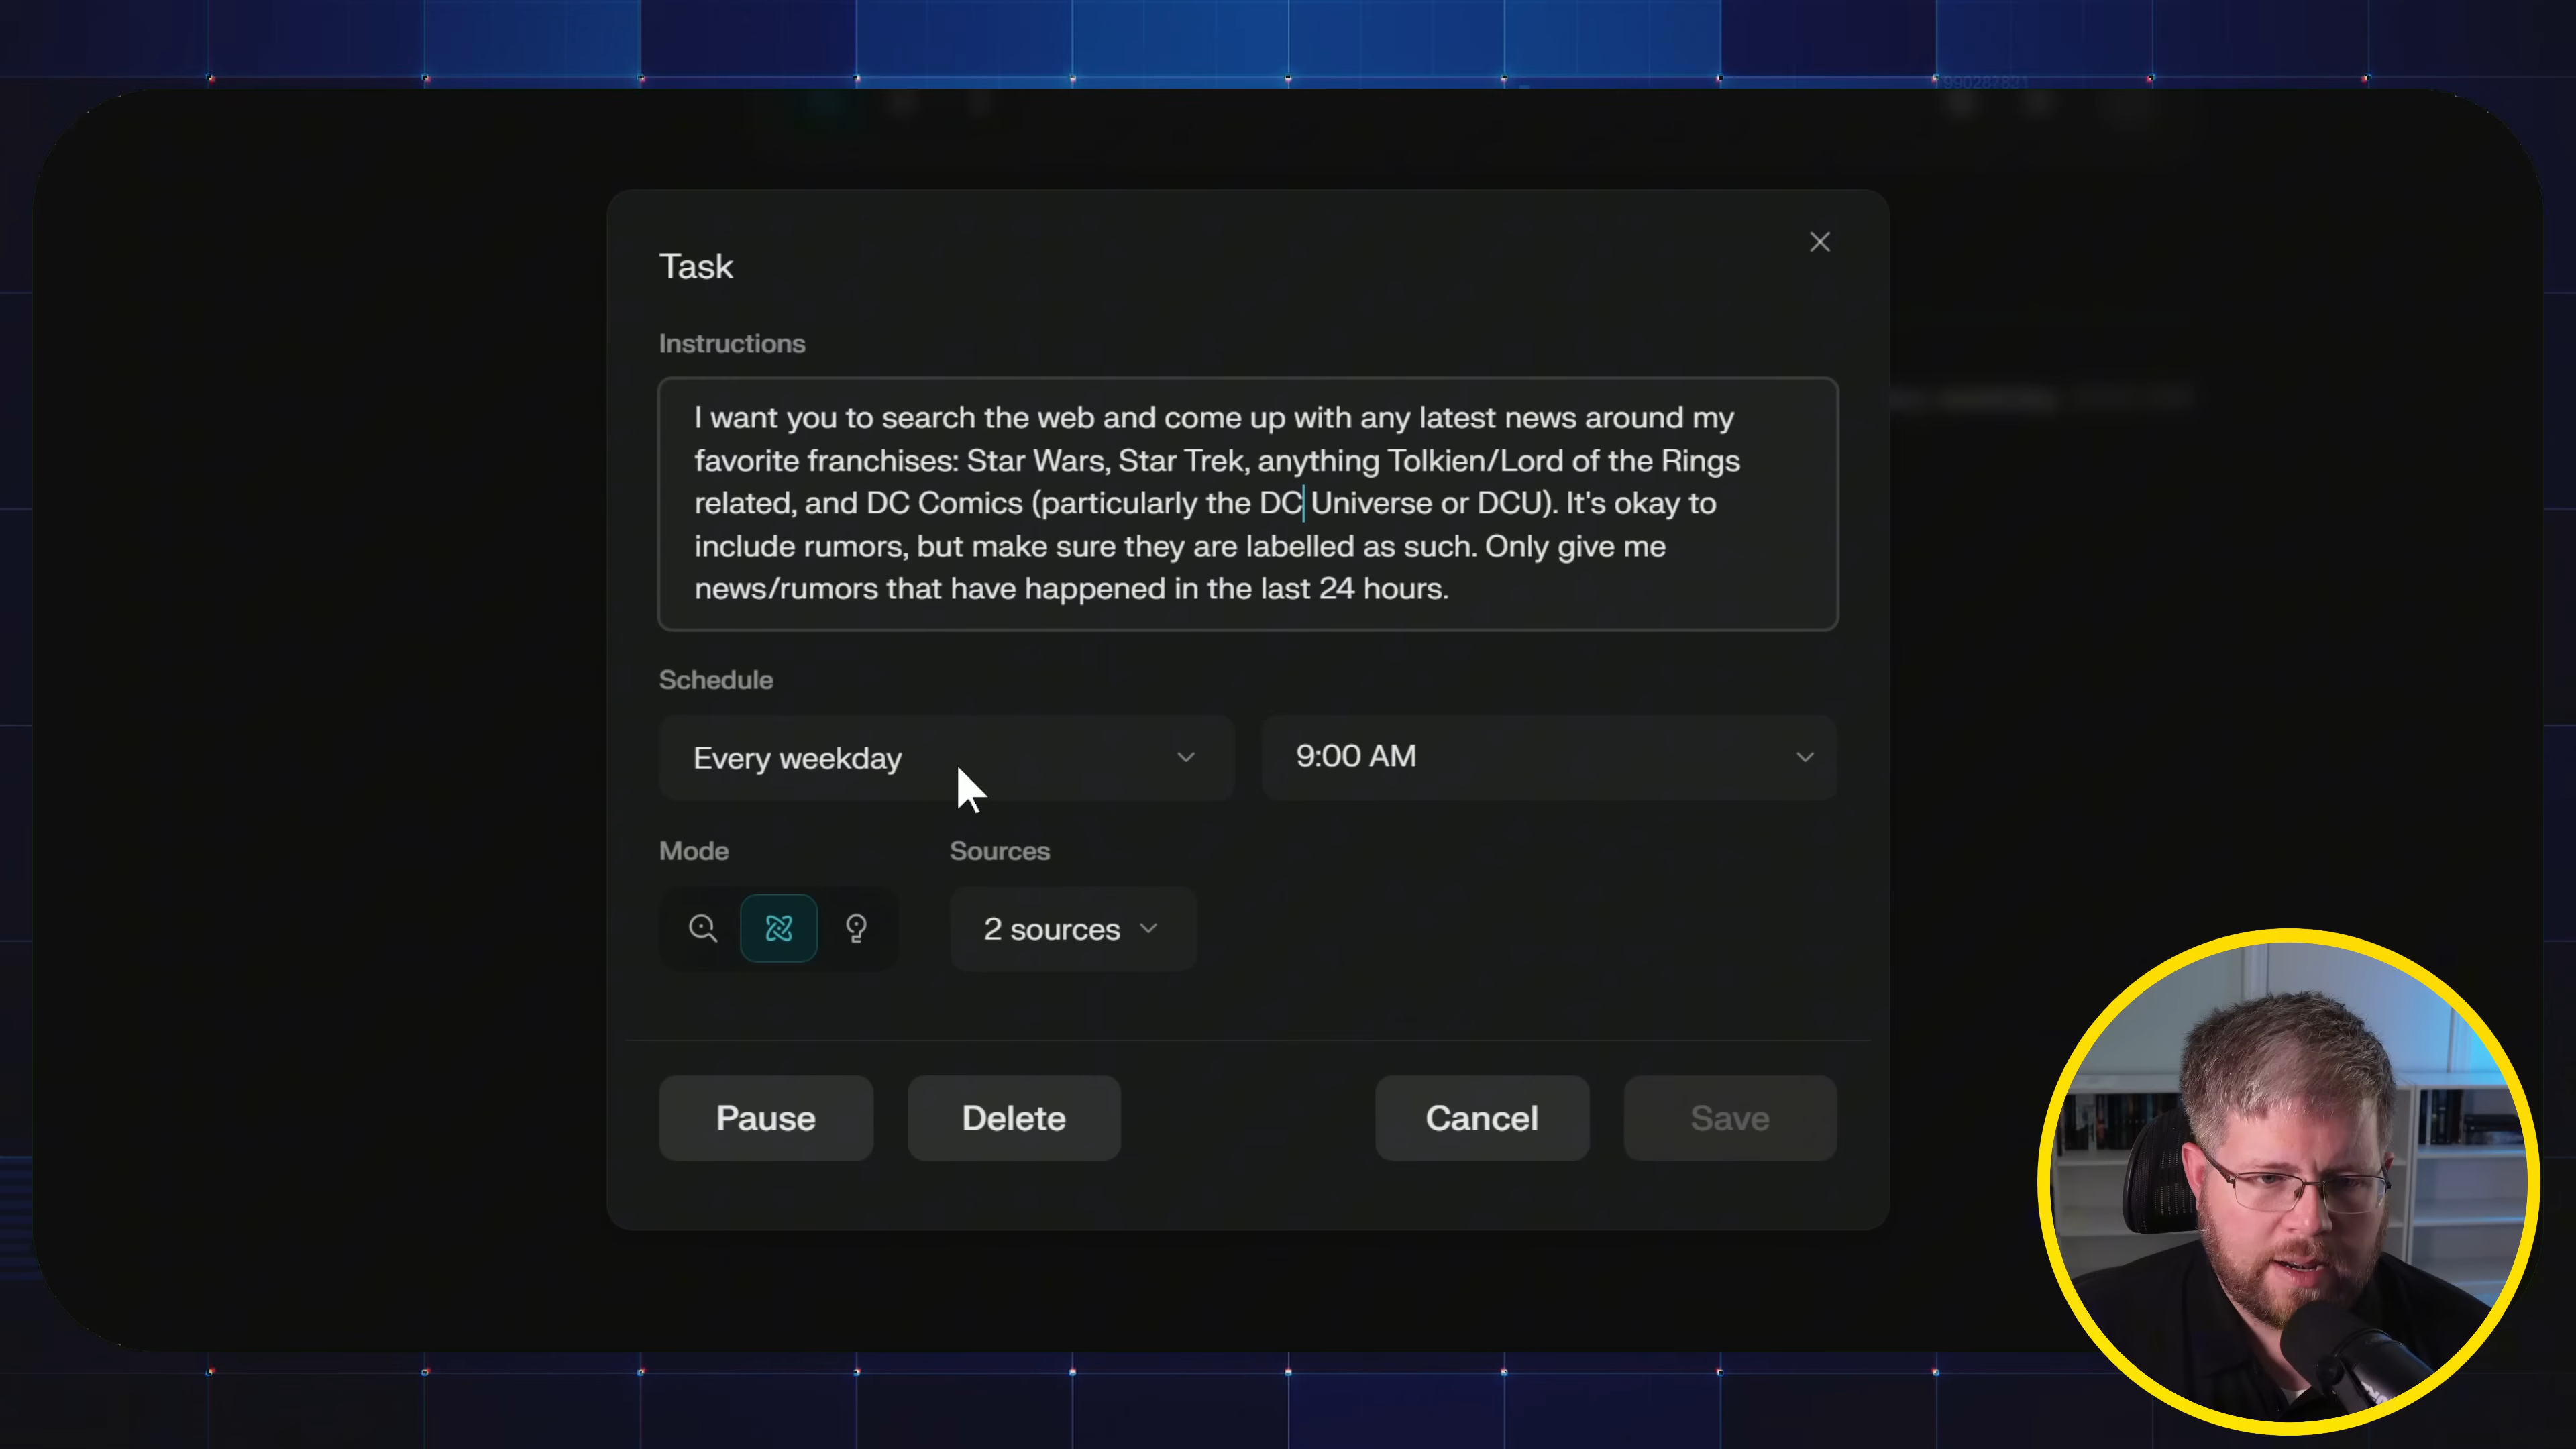 990287821
Task
Instructions
I want you to search the web and come up with any latest news around my
favorite franchises: Star Wars, Star Trek, anything Tolkien/Lord of the Rings
related, and DC Comics (particularly the DC Universe or DCU). It's okay to
include rumors, but make sure they are labelled as such. Only give me
news/rumors that have happened in the last 24 hours.
Schedule
Every weekday 9:00 AM
Mode Sources
2 sources
Pause Delete Cancel Save